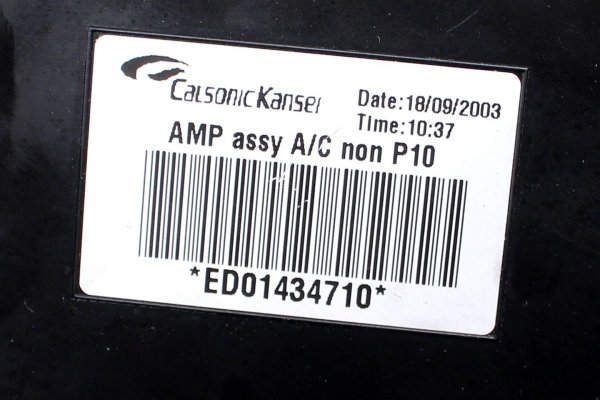 CalsonicKansei
Date:18/09/2003
Time:10:37
AMP assy A/C non P10
*ED01434710*